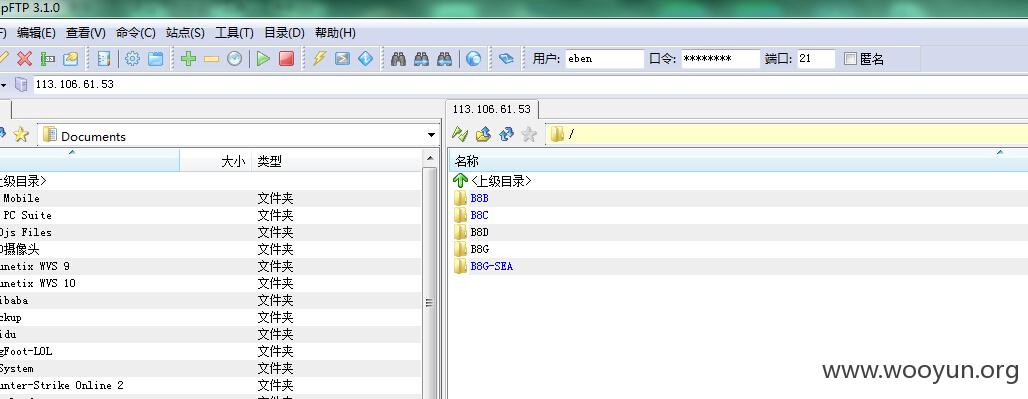 pFTP 3.1.0
F) 编辑(E) 查看(V) 命令(C) 站点(S) 工具(T) 目录(D) 帮助(H)
用户: eben 口令: ******** 端口: 21 匿名
113.106.61.53
113.106.61.53
Documents
/
大小 类型
名称
上级目录>
<上级目录>
Mobile 文件夹
B8B
PC Suite 文件夹
B8C
Djs Files 文件夹
B8D
O摄像头 文件夹
B8G
unetix WVS 9 文件夹
B8G-SEA
unetix WVS 10 文件夹
ibaba 文件夹
ckup 文件夹
idu 文件夹
gFoot-LOL 文件夹
System 文件夹
unter-Strike Online 2 文件夹
文件夹
www.wooyun.org